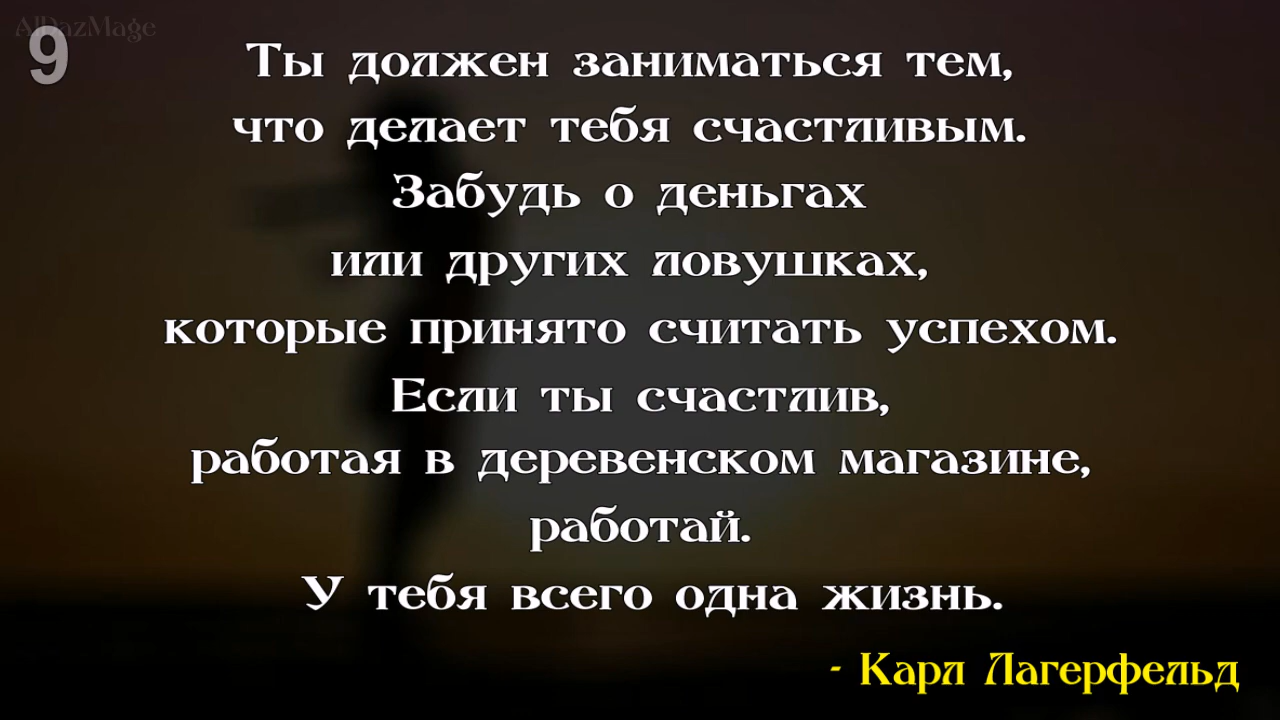 AlDazMage
9
Ты должен заниматься тем,
что делает тебя счастливым.
Забудь о деньгах
или других ловушках,
которые принято считать успехом.
Если ты счастлив,
работая в деревенском магазине,
работай.
У тебя всего одна жизнь.
- Карл Лагерфельд